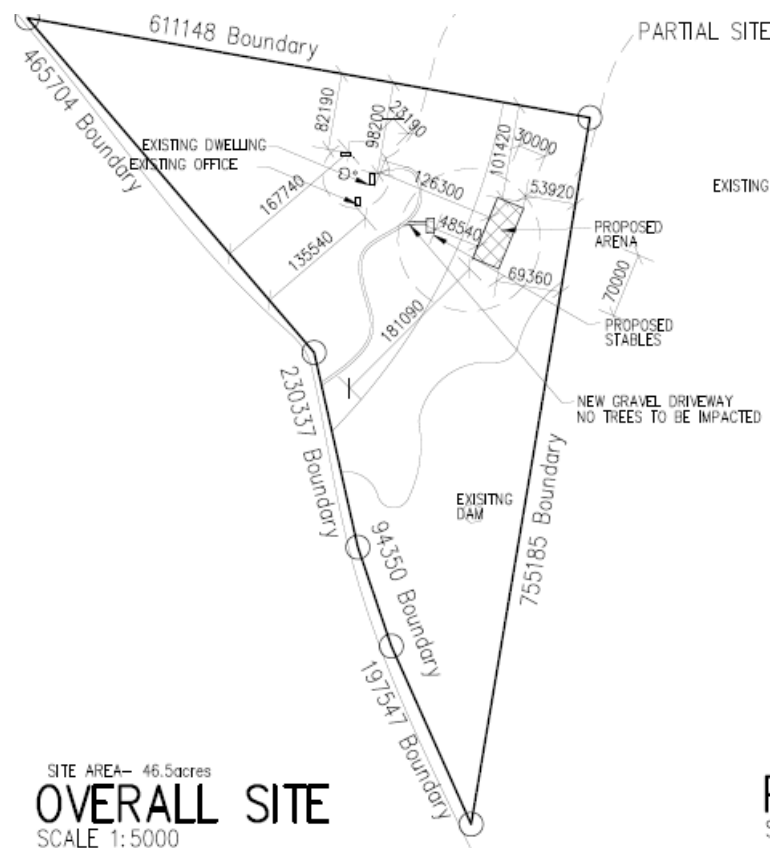 611148 Boundary
PARTIAL SITE
465704 Boundary
82190
98200
23190
EXISTING DWELLING
EXISTING OFFICE
101420
30000
167740
126300
53920
EXISTING
135540
48540
PROPOSED
ARENA
69360
70000
181090
PROPOSED
STABLES
230337 Boundary
NEW GRAVEL DRIVEWAY
NO TREES TO BE IMPACTED
EXISITNG
DAM
755185 Boundary
94350 Boundary
197547 Boundary
SITE AREA- 46.5acres
OVERALL SITE
SCALE 1:5000